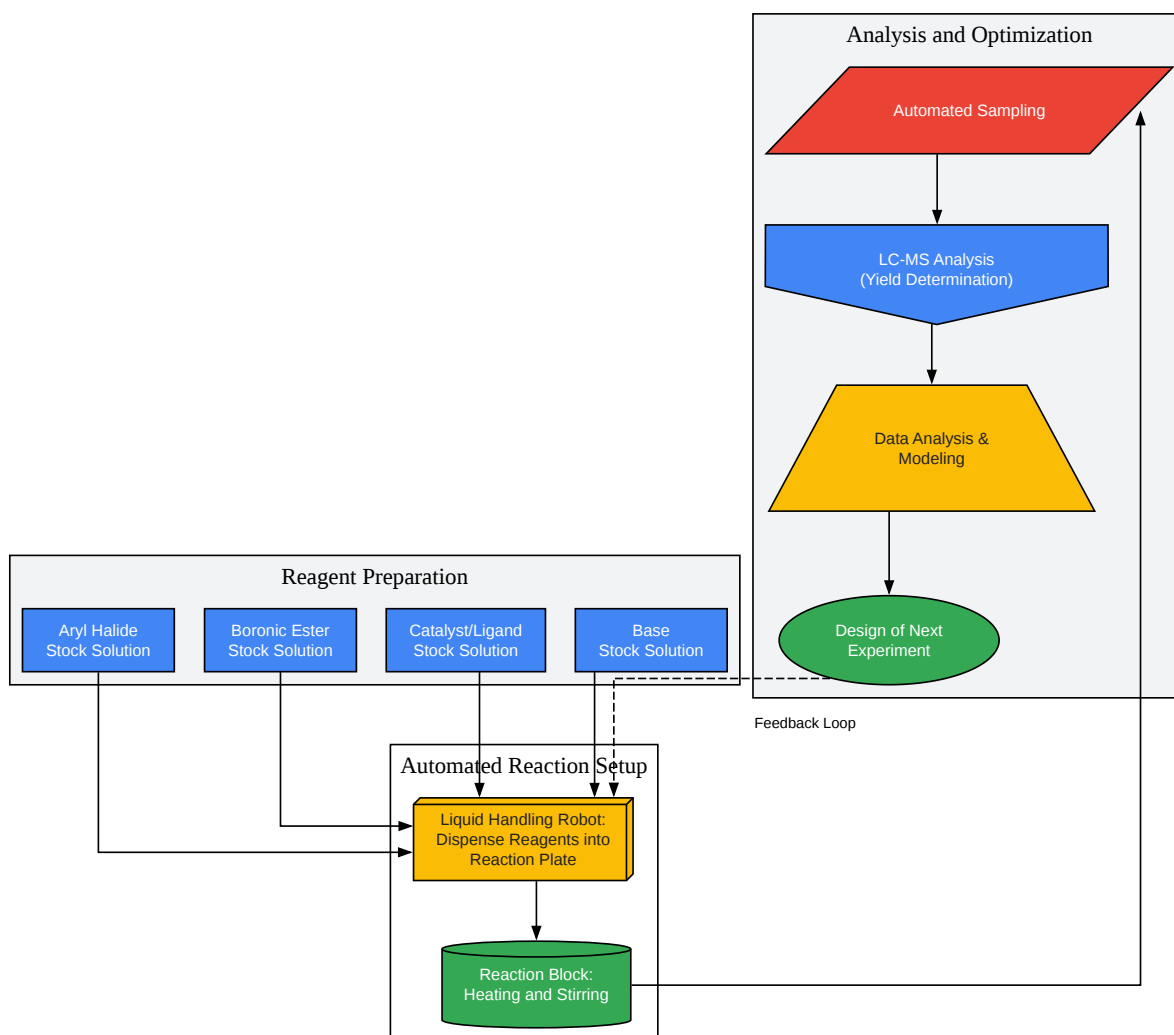 Analysis and Optimization
Automated Sampling
LC-MS Analysis
(Yield Determination)
Data Analysis &
Modeling
Design of Next
Experiment
Feedback Loop
Reagent Preparation
Aryl Halide
Stock Solution
Boronic Ester
Stock Solution
Catalyst/Ligand
Stock Solution
Base
Stock Solution
Automated Reaction Setup
Liquid Handling Robot:
Dispense Reagents into
Reaction Plate
Reaction Block:
Heating and Stirring